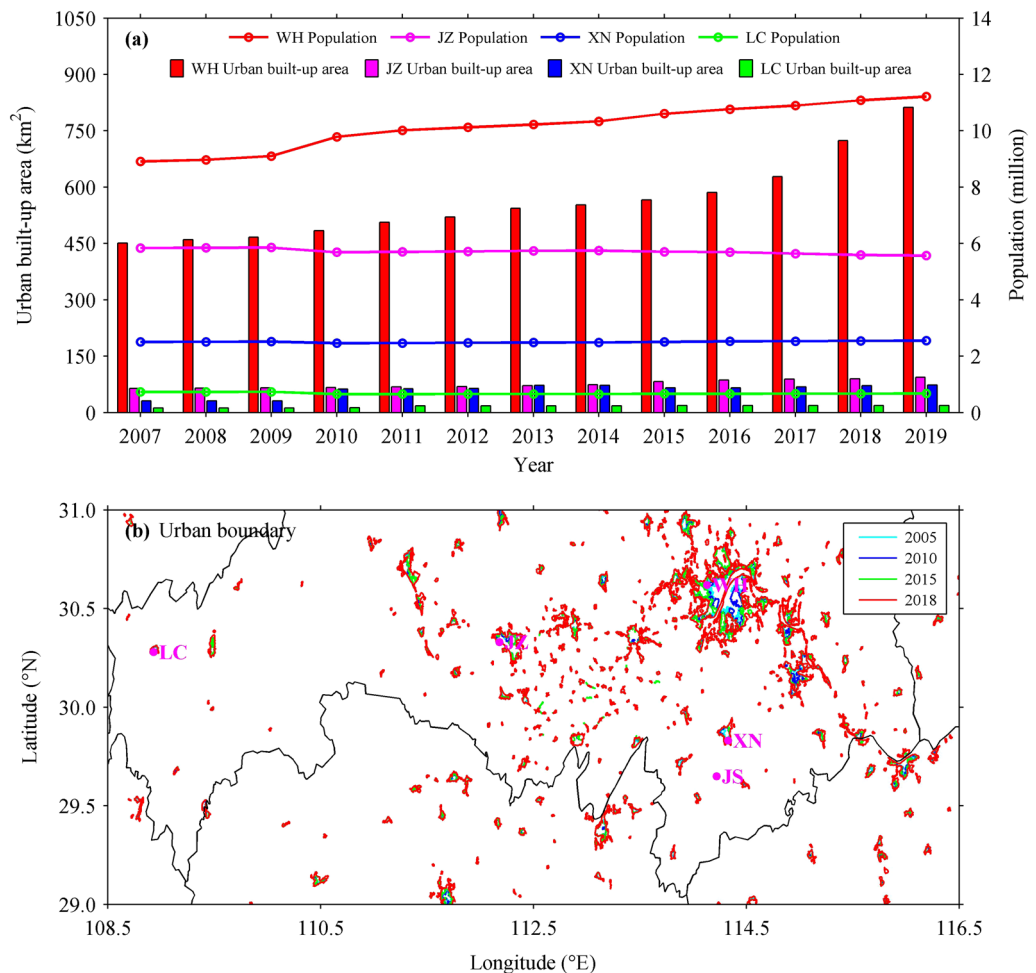 (a)
WH Population JZ Population XN Population LC Population
WH Urban built-up area JZ Urban built-up area XN Urban built-up area LC Urban built-up area
Urban built-up area (km²)
1050
900
750
600
450
300
150
0
Population (million)
14
12
10
8
6
4
2
0
2007 2008 2009 2010 2011 2012 2013 2014 2015 2016 2017 2018 2019
Year
(b) Urban boundary
2005
2010
2015
2018
Latitude (°N)
31.0
30.5
30.0
29.5
29.0
WH
LC
JZ
XN
JS
108.5 110.5 112.5 114.5 116.5
Longitude (°E)